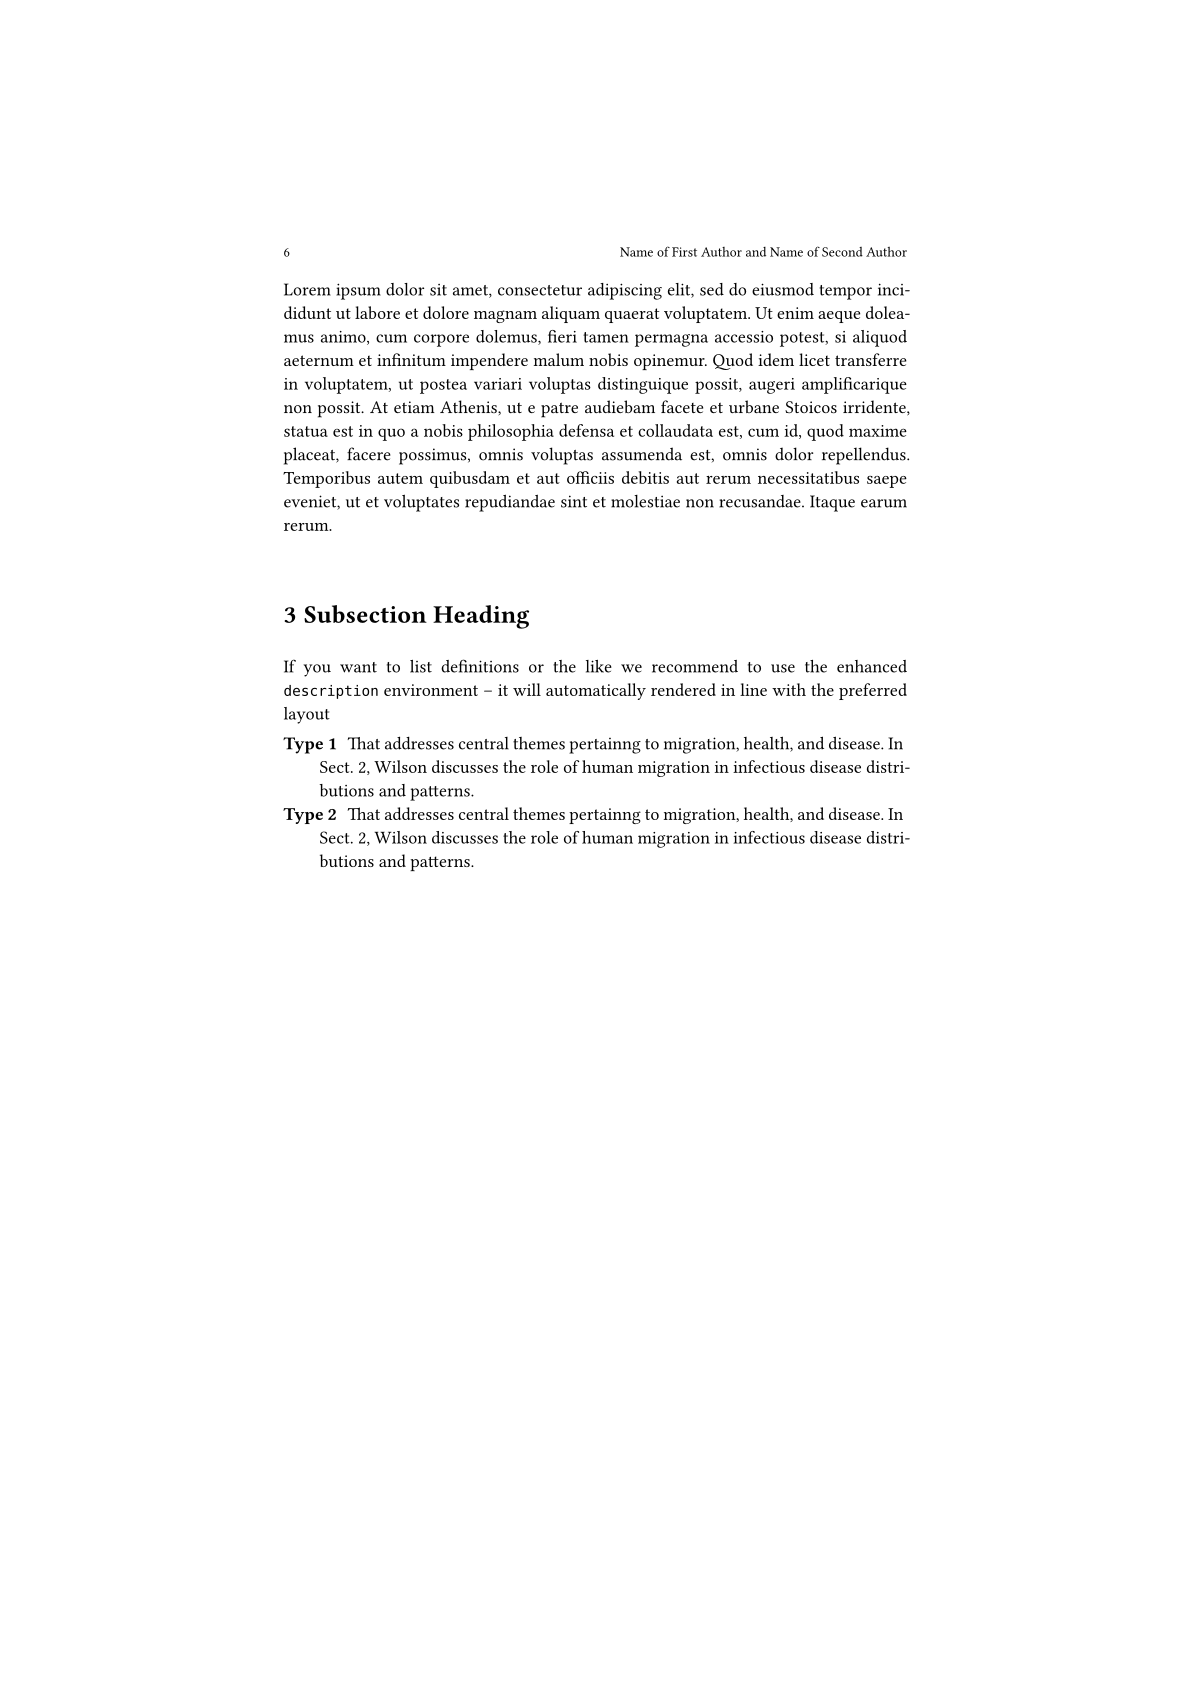 6 Name of First Author and Name of Second Author
Lorem ipsum dolor sit amet, consectetur adipiscing elit, sed do eiusmod tempor inci-
didunt ut labore et dolore magnam aliquam quaerat voluptatem. Ut enim aeque dolea-
mus animo, cum corpore dolemus, fieri tamen permagna accessio potest, si aliquod
aeternum et infinitum impendere malum nobis opinemur. Quod idem licet transferre
in voluptatem, ut postea variari voluptas distinguique possit, augeri amplificarique
non possit. At etiam Athenis, ut e patre audiebam facete et urbane Stoicos irridente,
statua est in quo a nobis philosophia defensa et collaudata est, cum id, quod maxime
placeat, facere possimus, omnis voluptas assumenda est, omnis dolor repellendus.
Temporibus autem quibusdam et aut officiis debitis aut rerum necessitatibus saepe
eveniet, ut et voluptates repudiandae sint et molestiae non recusandae. Itaque earum
rerum.
3 Subsection Heading
If you want to list definitions or the like we recommend to use the enhanced
description environment – it will automatically rendered in line with the preferred
layout
Type 1 That addresses central themes pertainng to migration, health, and disease. In
Sect. 2, Wilson discusses the role of human migration in infectious disease distri-
butions and patterns.
Type 2 That addresses central themes pertainng to migration, health, and disease. In
Sect. 2, Wilson discusses the role of human migration in infectious disease distri-
butions and patterns.